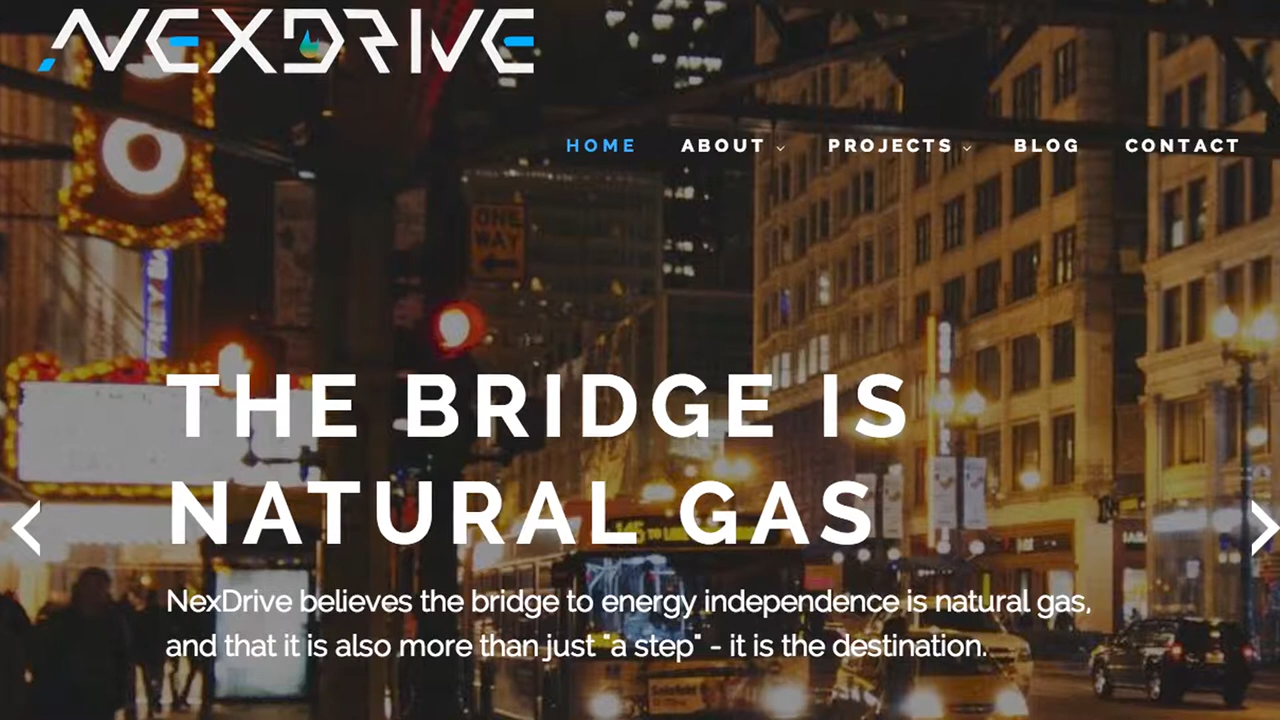 NEXDRIVE
HOME ABOUT PROJECTS BLOG CONTACT
ONE
WAY
THE BRIDGE IS
NATURAL GAS
NexDrive believes the bridge to energy independence is natural gas,
and that it is also more than just "a step" - it is the destination.